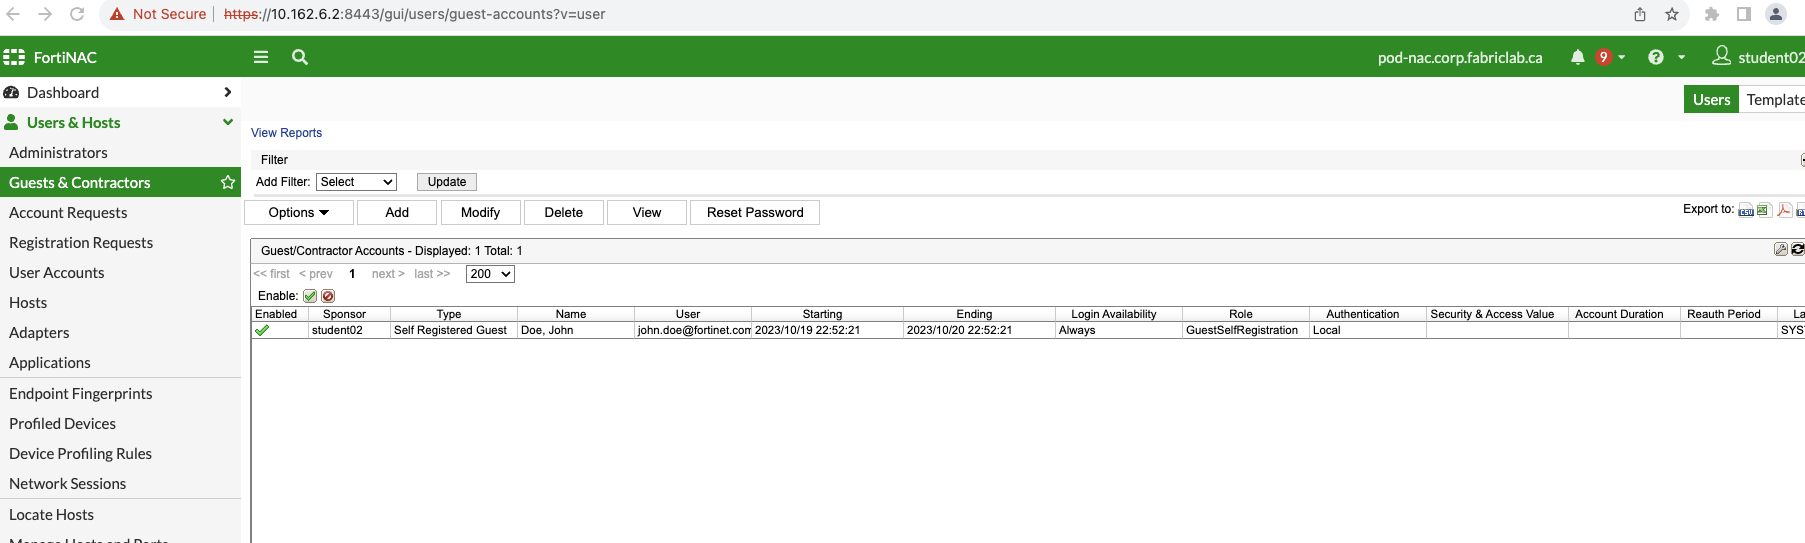 Not Secure https://10.162.6.2:8443/gui/users/guest-accounts?v=user
FortiNAC pod-nac.corp.fabriclab.ca 9 student02
Dashboard
Users & Hosts
Administrators
Guests & Contractors
Account Requests
Registration Requests
User Accounts
Hosts
Adapters
Applications
Endpoint Fingerprints
Profiled Devices
Device Profiling Rules
Network Sessions
Locate Hosts
Users Template
View Reports
Filter
Add Filter: Select Update
Options Add Modify Delete View Reset Password Export to:
Guest/Contractor Accounts - Displayed: 1 Total: 1
<< first < prev 1 next > last >> 200
Enable:
Enabled Sponsor Type Name User Starting Ending Login Availability Role Authentication Security & Access Value Account Duration Reauth Period La
student02 Self Registered Guest Doe, John john.doe@fortinet.com 2023/10/19 22:52:21 2023/10/20 22:52:21 Always GuestSelfRegistration Local SYS